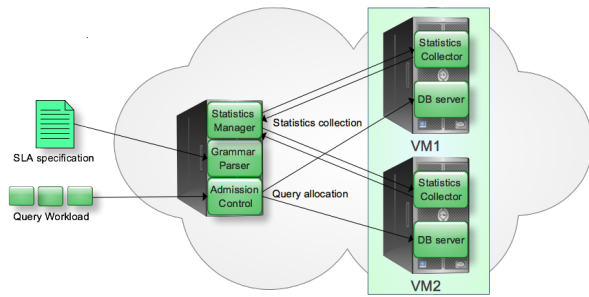 Statistics
Collector
DB server
VM1
Statistics
Manager
Statistics collection
Grammar
Parser
SLA specification
Admission
Control
Query allocation
Query Workload
Statistics
Collector
DB server
VM2